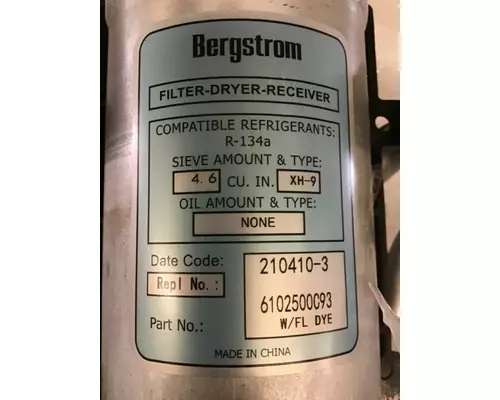 Bergstrom
FILTER-DRYER-RECEIVER
COMPATIBLE REFRIGERANTS:
R-134a
SIEVE AMOUNT & TYPE:
4.6 CU. IN. XH-9
OIL AMOUNT & TYPE:
NONE
Date Code: 210410-3
Repl No.:
Part No.: 6102500C93
W/FL DYE
MADE IN CHINA